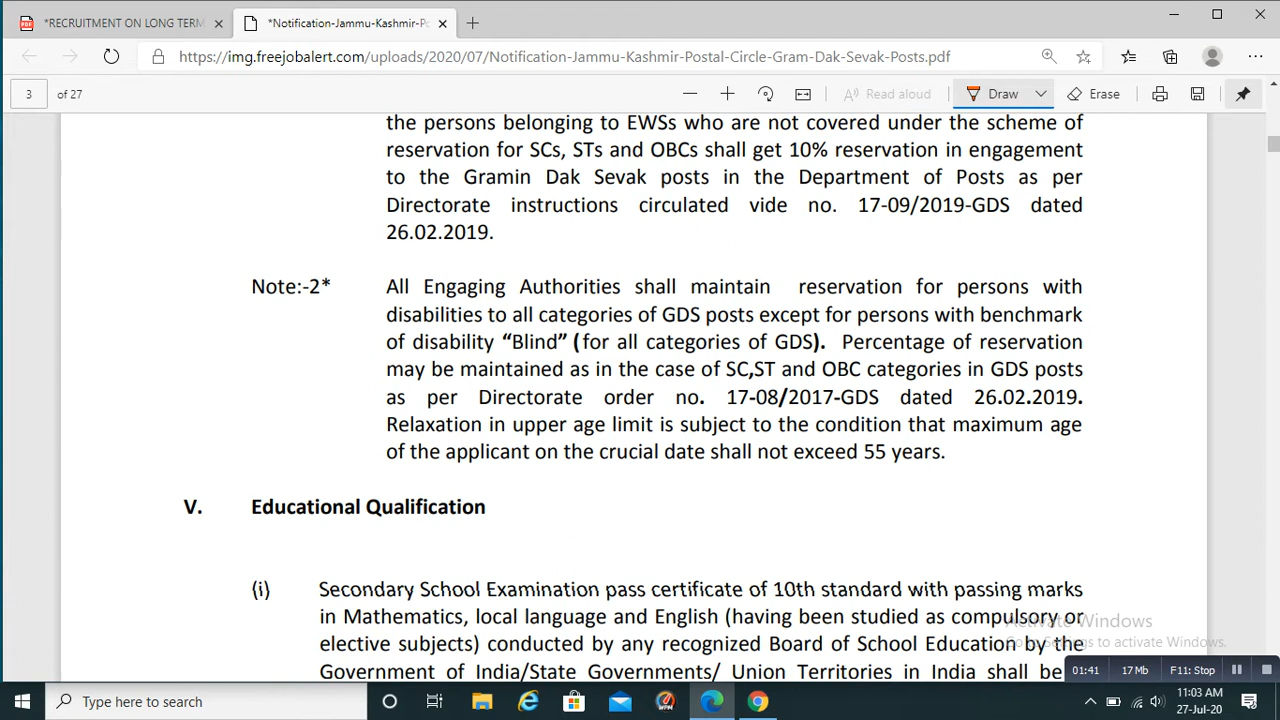 *RECRUITMENT ON LONG TERM
*Notification-Jammu-Kashmir-Po
https://img.freejobalert.com/uploads/2020/07/Notification-Jammu-Kashmir-Postal-Circle-Gram-Dak-Sevak-Posts.pdf
3 of 27
Read aloud
Draw
Erase
the persons belonging to EWSs who are not covered under the scheme of
reservation for SCs, STs and OBCs shall get 10% reservation in engagement
to the Gramin Dak Sevak posts in the Department of Posts as per
Directorate instructions circulated vide no. 17-09/2019-GDS dated
26.02.2019.
Note:-2* All Engaging Authorities shall maintain reservation for persons with
disabilities to all categories of GDS posts except for persons with benchmark
of disability “Blind” (for all categories of GDS). Percentage of reservation
may be maintained as in the case of SC,ST and OBC categories in GDS posts
as per Directorate order no. 17-08/2017-GDS dated 26.02.2019.
Relaxation in upper age limit is subject to the condition that maximum age
of the applicant on the crucial date shall not exceed 55 years.
V. Educational Qualification
(i) Secondary School Examination pass certificate of 10th standard with passing marks
in Mathematics, local language and English (having been studied as compulsory or
elective subjects) conducted by any recognized Board of School Education by the
Government of India/State Governments/ Union Territories in India shall be
Activate Windows
Go to Settings to activate Windows.
01:41 17 Mb F11: Stop
Type here to search
WPM
11:03 AM
27-Jul-20